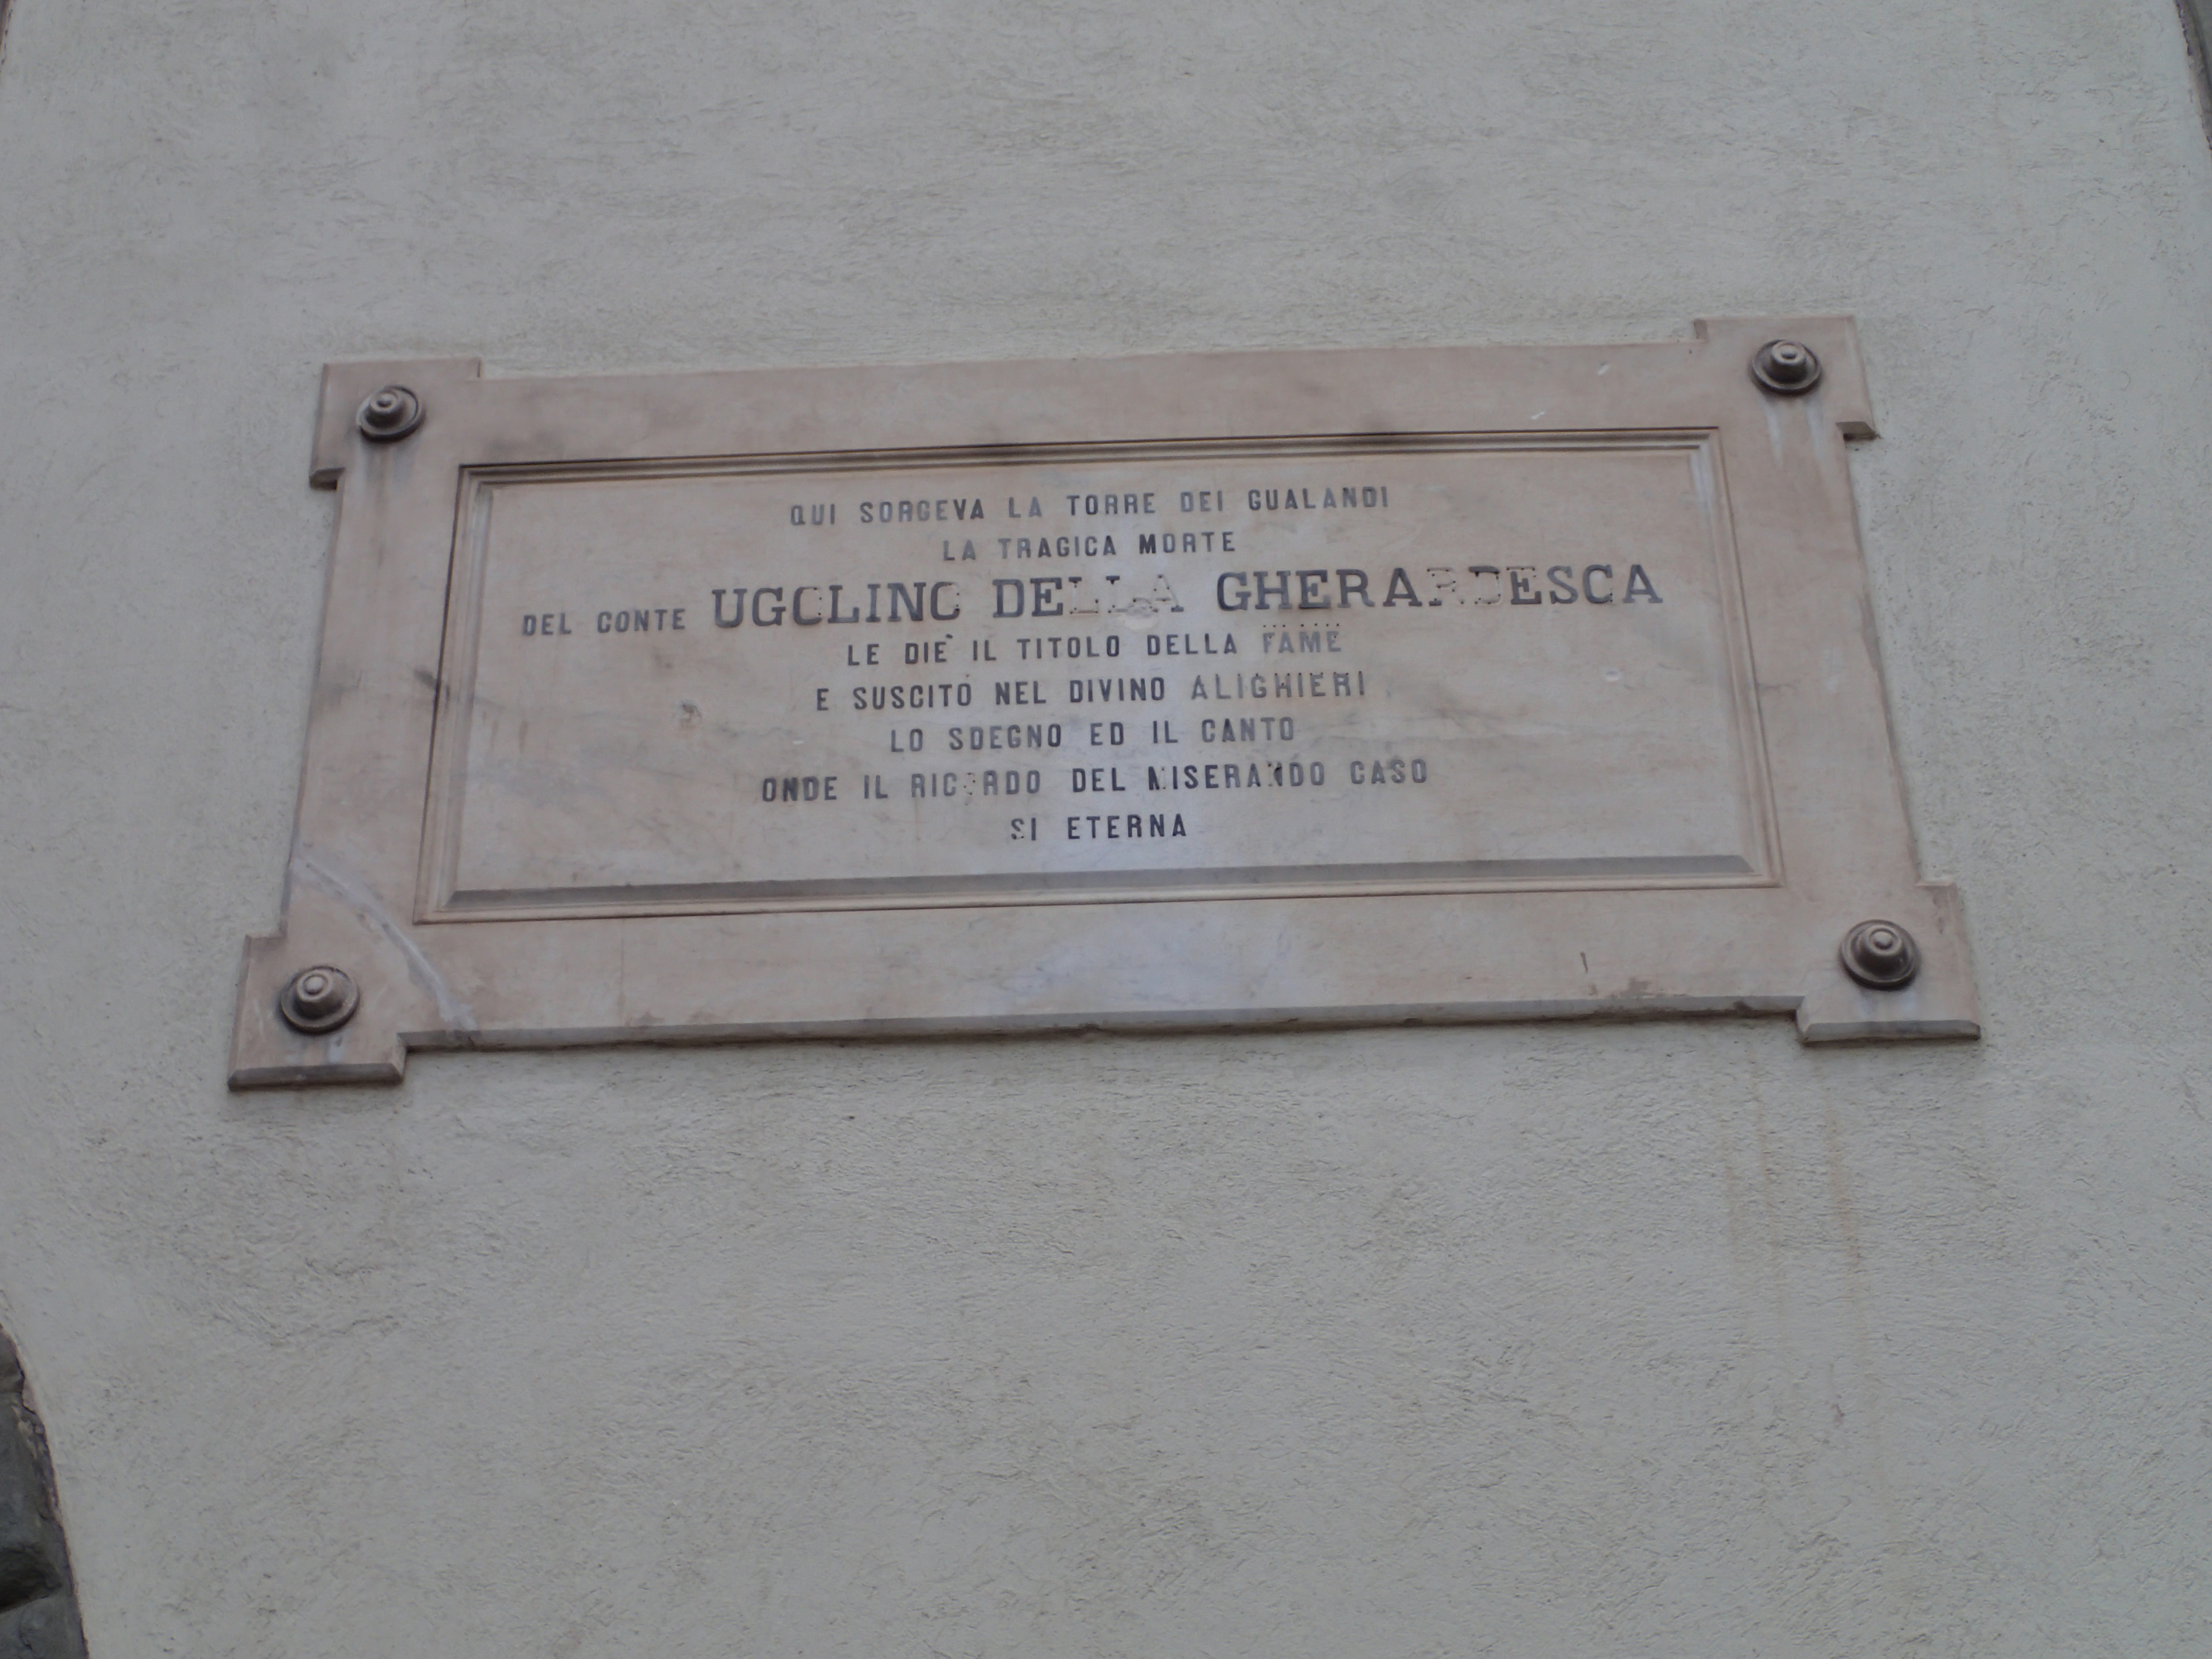 QUI SORGEVA LA TORRE DEI GUALANDI
LA TRAGICA MORTE
DEL CONTE UGOLINO DELLA GHERARDESCA
LE DIE' IL TITOLO DELLA FAME
E SUSCITÒ NEL DIVINO ALIGHIERI
LO SDEGNO ED IL CANTO
ONDE IL RICORDO DEL MISERANDO CASO
SI ETERNA